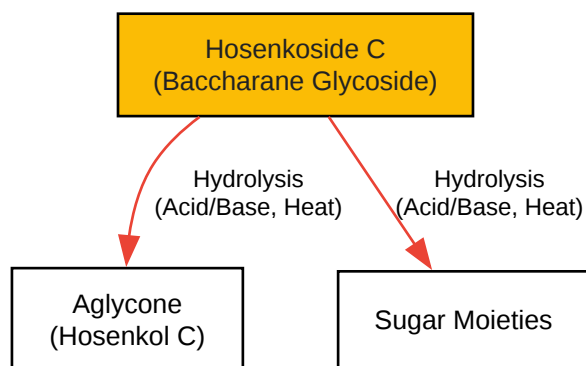 Hosenkoside C
(Baccharane Glycoside)
Hydrolysis
(Acid/Base, Heat)
Hydrolysis
(Acid/Base, Heat)
Aglycone
(Hosenkol C)
Sugar Moieties